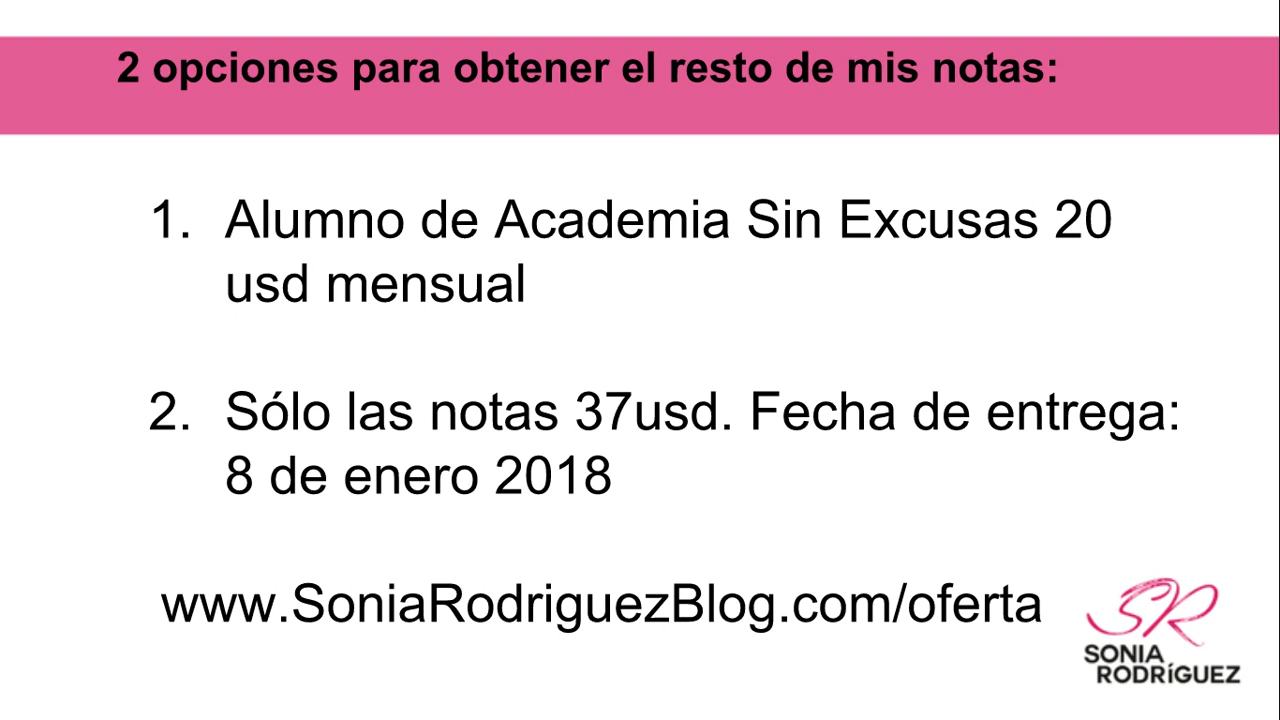 2 opciones para obtener el resto de mis notas:
1. Alumno de Academia Sin Excusas 20
usd mensual
2. Sólo las notas 37usd. Fecha de entrega:
8 de enero 2018
www.SoniaRodriguezBlog.com/oferta
SR
SONIA
RODRÍGUEZ